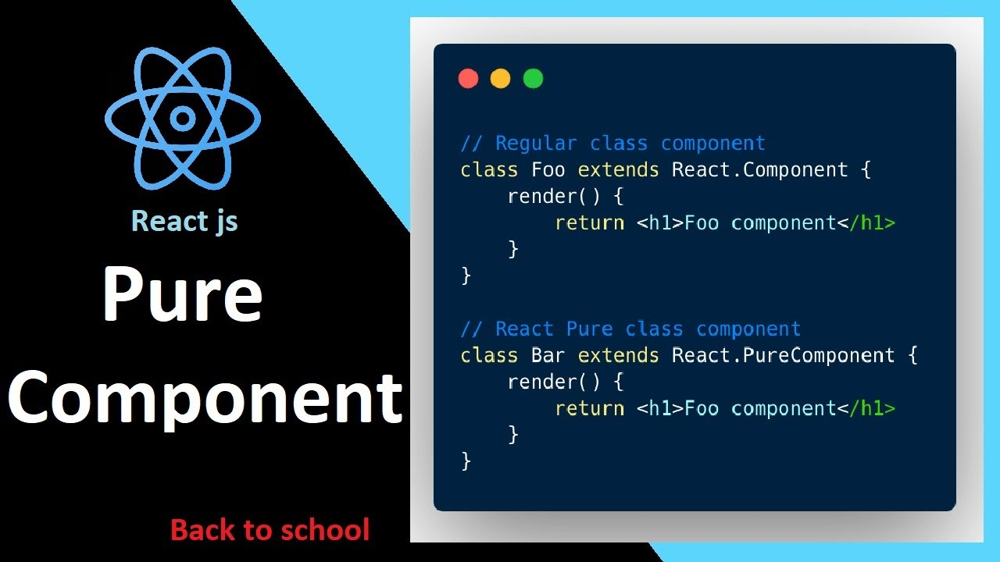 React js
Pure
Component
Back to school
// Regular class component
class Foo extends React.Component {
    render() {
        return <h1>Foo component</h1>
    }
}
// React Pure class component
class Bar extends React.PureComponent {
    render() {
        return <h1>Foo component</h1>
    }
}